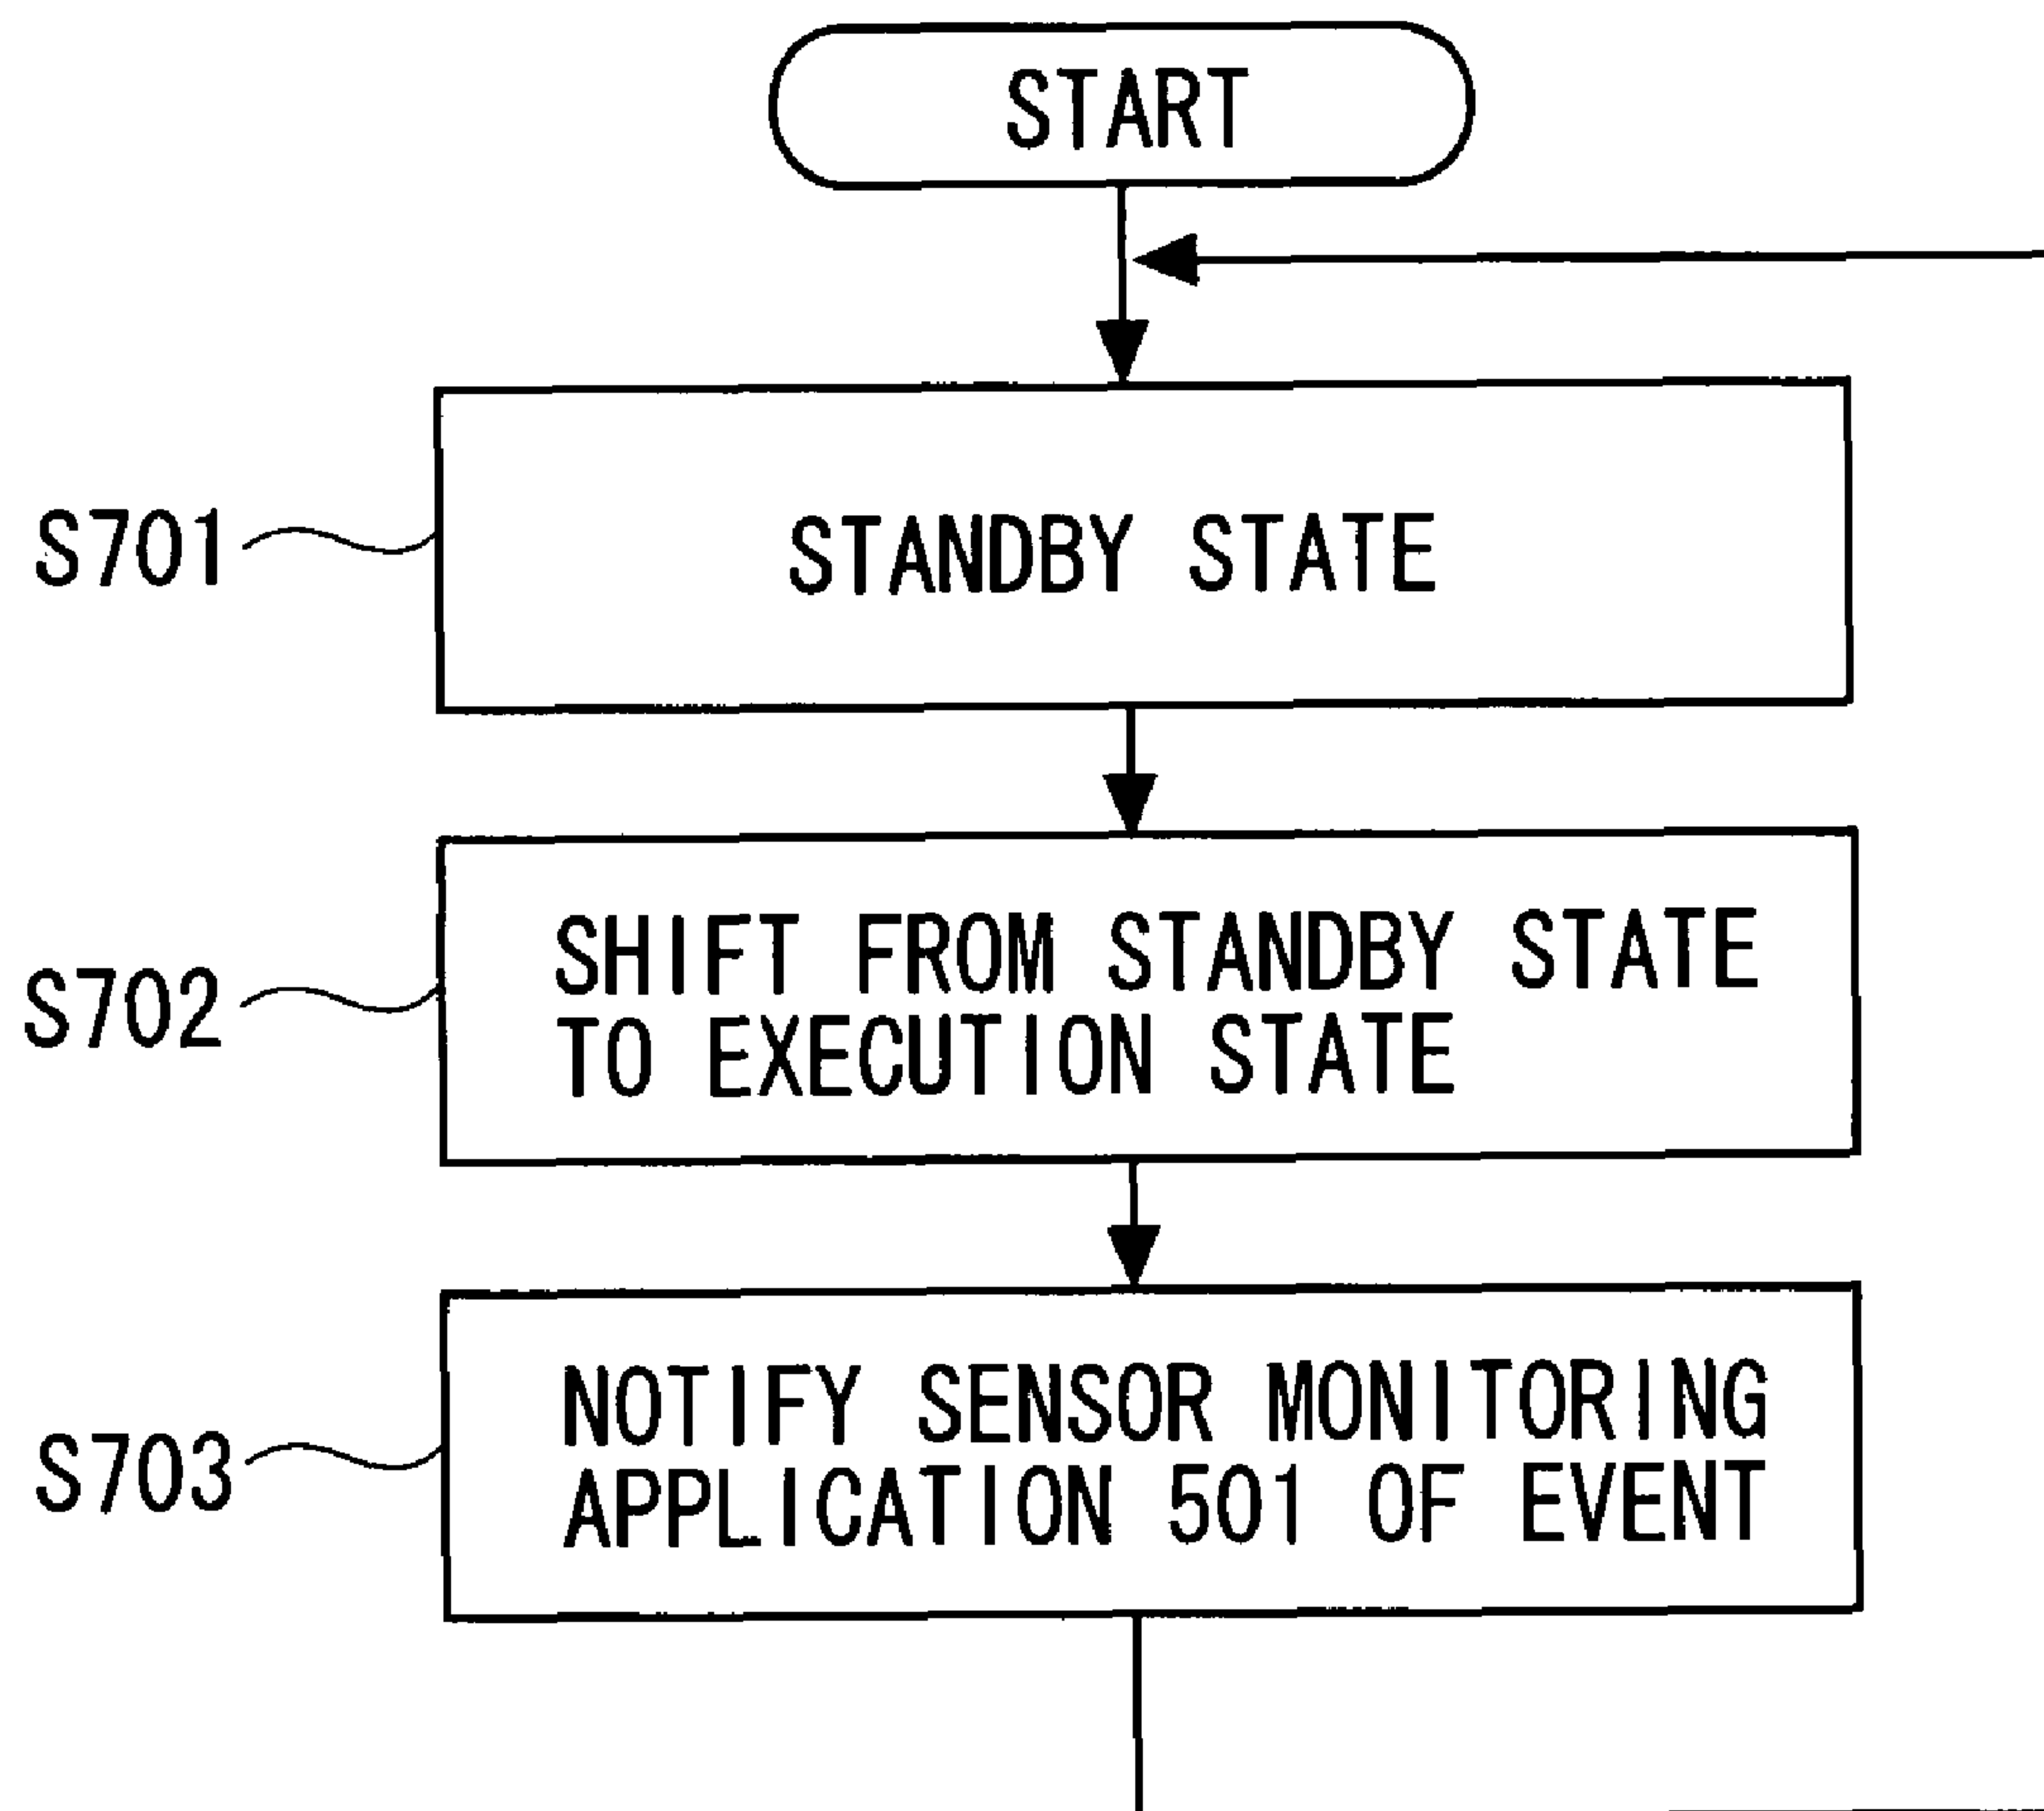 START
S701
STANDBY STATE
S702
SHIFT FROM STANDBY STATE
TO EXECUTION STATE
S703
NOTIFY SENSOR MONITORING
APPLICATION 501 OF EVENT